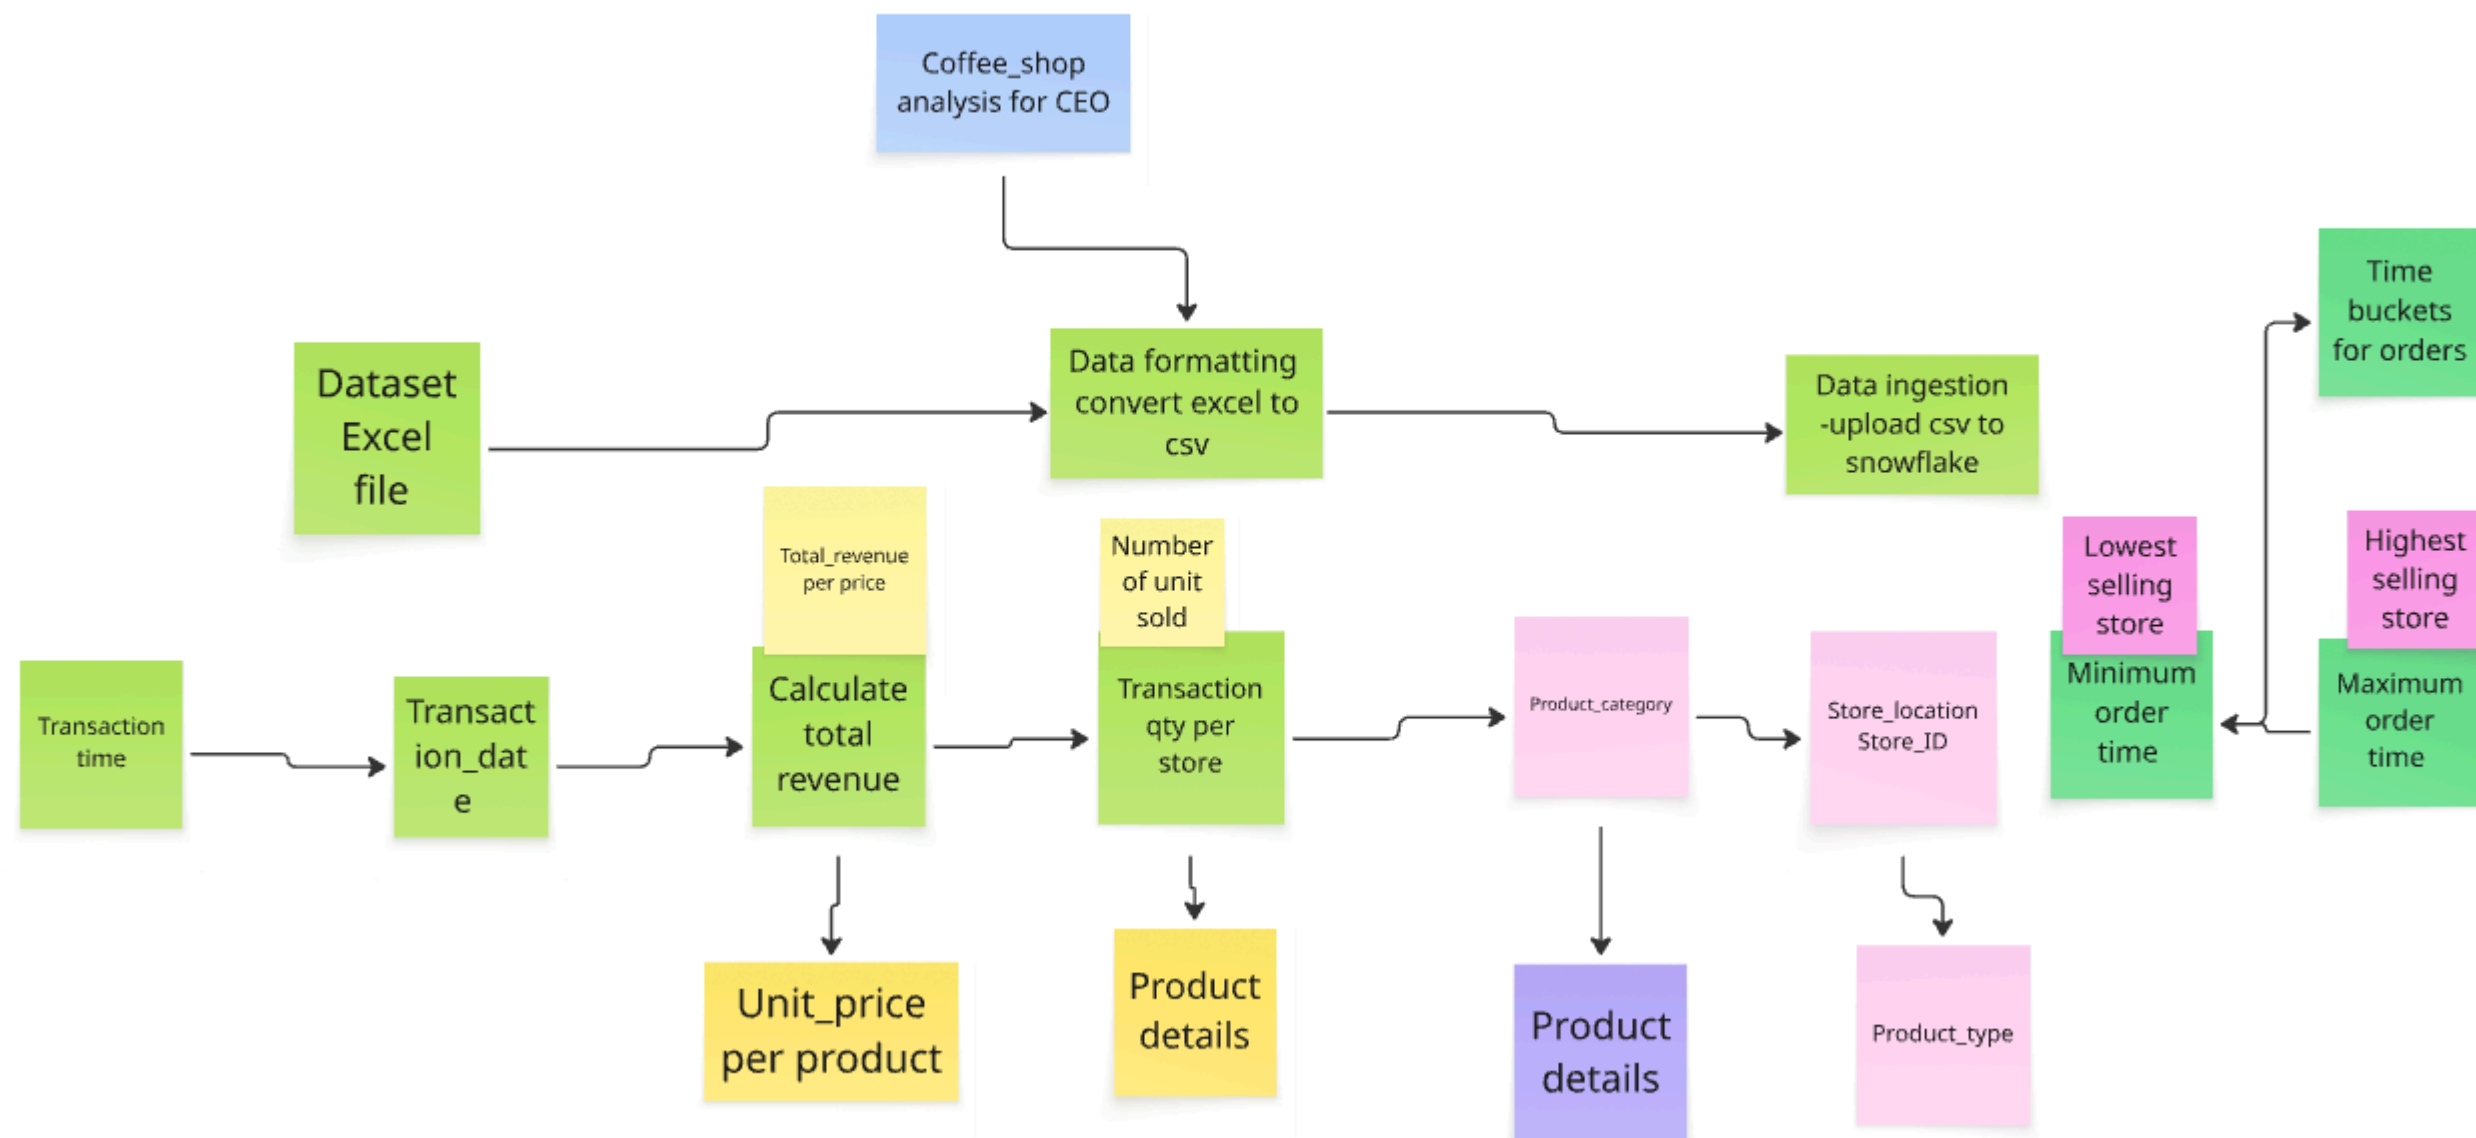 Coffee_shop
analysis for CEO
Time
buckets
for orders
Dataset
Excel
file
Data formatting
convert excel to
csv
Data ingestion
-upload csv to
snowflake
Total_revenue
per price
Number
of unit
sold
Lowest
selling
store
Highest
selling
store
Transaction
time
Transact
ion_dat
e
Calculate
total
revenue
Transaction
qty per
store
Product_category
Store_location
Store_ID
Minimum
order
time
Maximum
order
time
Unit_price
per product
Product
details
Product
details
Product_type